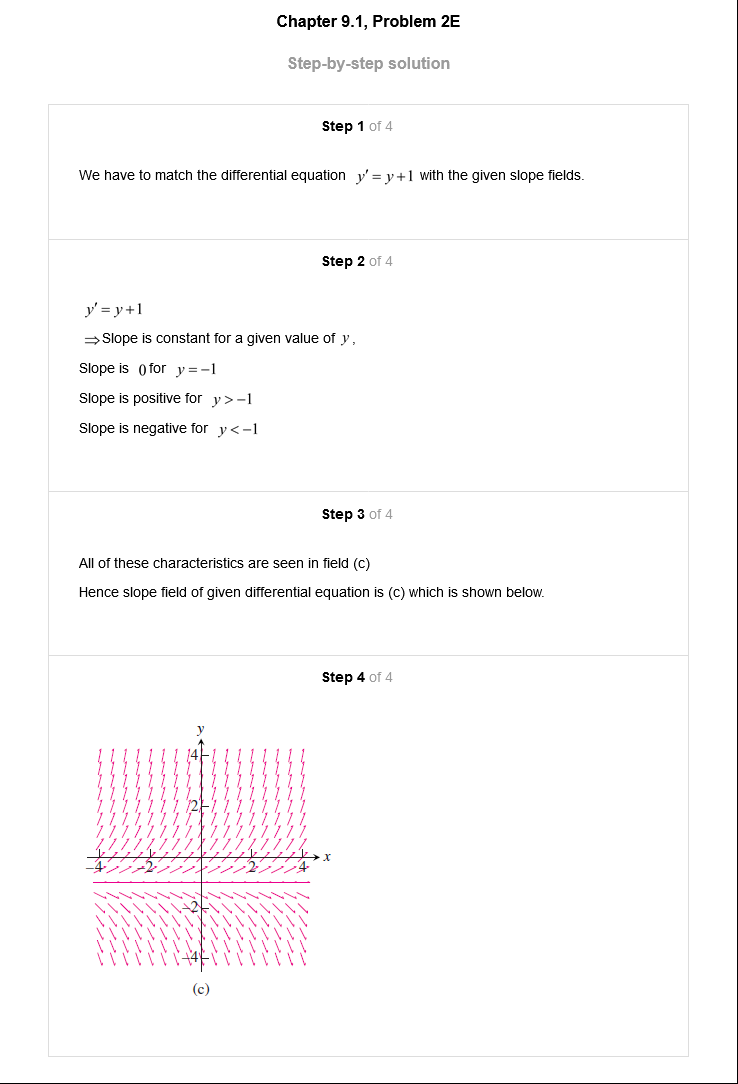 Chapter 9.1, Problem 2E
Step-by-step solution
Step 1 of 4
We have to match the differential equation y′ = y+1 with the given slope fields.
Step 2 of 4
y′ = y+1
⇒Slope is constant for a given value of y,
Slope is 0 for y = −1
Slope is positive for y > −1
Slope is negative for y < −1
Step 3 of 4
All of these characteristics are seen in field (c)
Hence slope field of given differential equation is (c) which is shown below.
Step 4 of 4
y
4
2
x
−4 −2 2 4
−2
−4
(c)